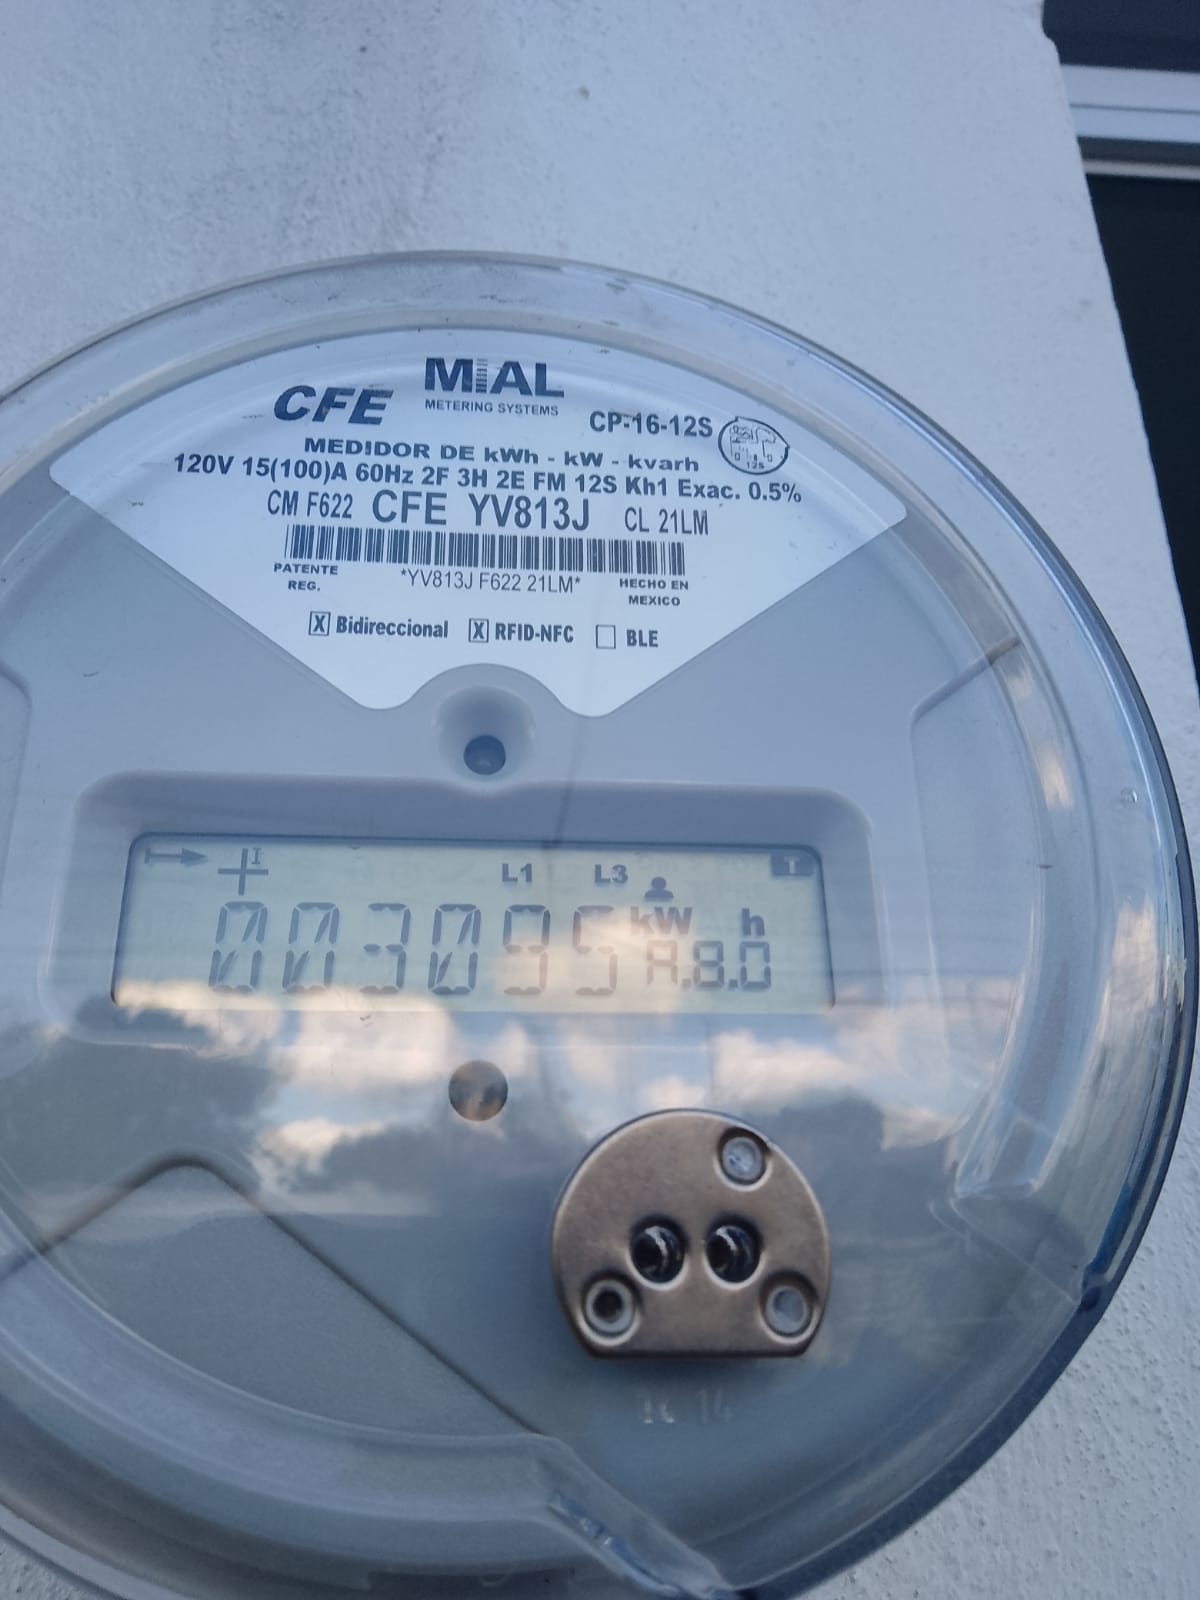 MIAL
METERING SYSTEMS
CFE
CP-16-12S
12S
MEDIDOR DE kWh - kW - kvarh
120V 15(100)A 60Hz 2F 3H 2E FM 12S Kh1 Exac. 0.5%
CM F622 CFE YV813J CL 21LM
PATENTE REG.
*YV813J F622 21LM*
HECHO EN MEXICO
X Bidireccional X RFID-NFC BLE
L1 L3 T
003095 kW h
A.8.0